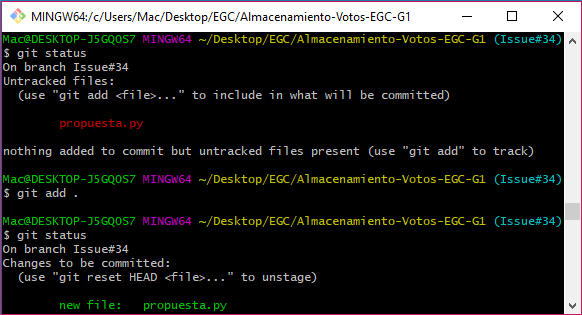 MINGW64:/c/Users/Mac/Desktop/EGC/Almacenamiento-Votos-EGC-G1
Mac@DESKTOP-J5GQOS7 MINGW64 ~/Desktop/EGC/Almacenamiento-Votos-EGC-G1 (Issue#34)
$ git status
On branch Issue#34
Untracked files:
  (use "git add <file>..." to include in what will be committed)
        propuesta.py
nothing added to commit but untracked files present (use "git add" to track)
Mac@DESKTOP-J5GQOS7 MINGW64 ~/Desktop/EGC/Almacenamiento-Votos-EGC-G1 (Issue#34)
$ git add .
Mac@DESKTOP-J5GQOS7 MINGW64 ~/Desktop/EGC/Almacenamiento-Votos-EGC-G1 (Issue#34)
$ git status
On branch Issue#34
Changes to be committed:
  (use "git reset HEAD <file>..." to unstage)
        new file:   propuesta.py